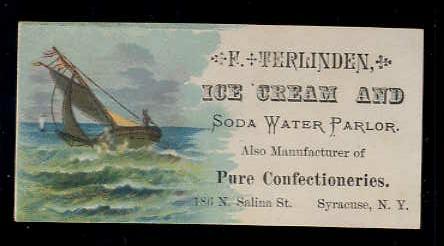 F. TERLINDEN,
ICE CREAM AND
SODA WATER PARLOR.
Also Manufacturer of
Pure Confectioneries.
186 N. Salina St. Syracuse, N. Y.